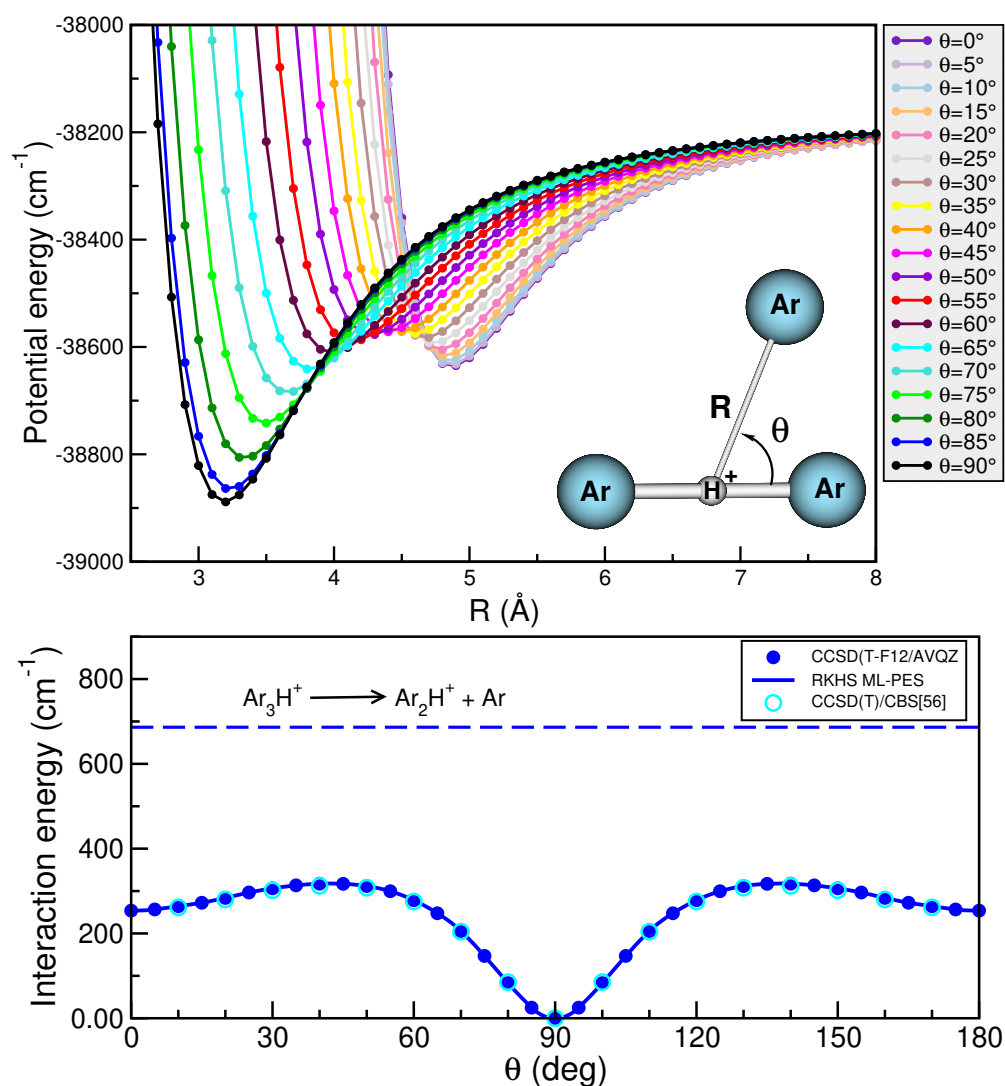 Potential energy (cm-1)
-38000
-38200
-38400
-38600
-38800
-39000
3 4 5 6 7 8
R (Å)
θ=0°
θ=5°
θ=10°
θ=15°
θ=20°
θ=25°
θ=30°
θ=35°
θ=40°
θ=45°
θ=50°
θ=55°
θ=60°
θ=65°
θ=70°
θ=75°
θ=80°
θ=85°
θ=90°
Ar
R
θ
Ar H+ Ar
Interaction energy (cm-1)
800
600
400
200
0.00
0 30 60 90 120 150 180
θ (deg)
Ar3H+ → Ar2H+ + Ar
CCSD(T-F12/AVQZ
RKHS ML-PES
CCSD(T)/CBS[56]